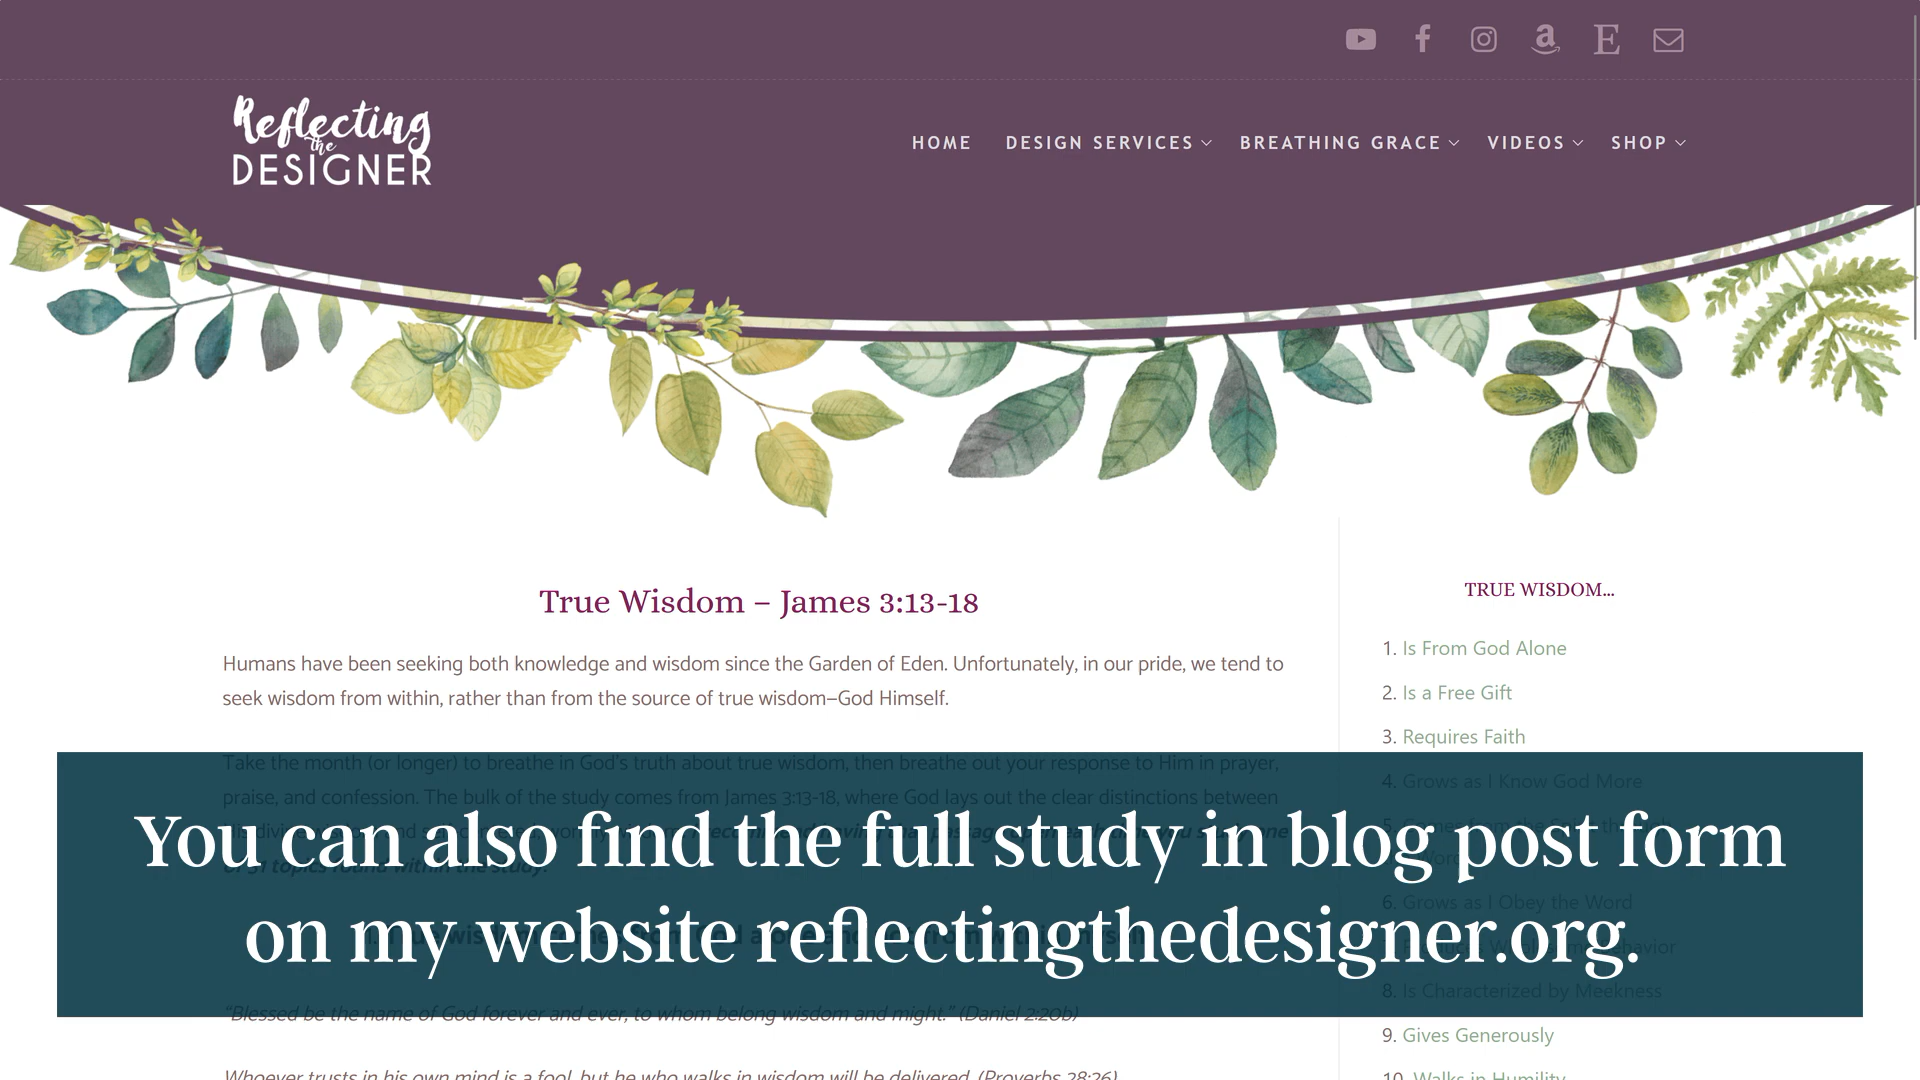 Reflecting
the
DESIGNER
HOME DESIGN SERVICES BREATHING GRACE VIDEOS SHOP
True Wisdom – James 3:13-18
Humans have been seeking both knowledge and wisdom since the Garden of Eden. Unfortunately, in our pride, we tend to
seek wisdom from within, rather than from the source of true wisdom—God Himself.
Take the month (or longer) to breathe in God's truth about true wisdom, then breathe out your response to Him in prayer,
praise, and confession. The bulk of the study comes from James 3:13-18, where God lays out the clear distinctions between
of 31 topics found within the study.
You can also find the full study in blog post form
on my website reflectingthedesigner.org.
"Blessed be the name of God forever and ever, to whom belong wisdom and might." (Daniel 2:20b)
Whoever trusts in his own mind is a fool, but he who walks in wisdom will be delivered. (Proverbs 28:26)
TRUE WISDOM...
1. Is From God Alone
2. Is a Free Gift
3. Requires Faith
4. Grows as I Know God More
6. Grows as I Obey the Word
8. Is Characterized by Meekness
9. Gives Generously
10. Walks in Humility